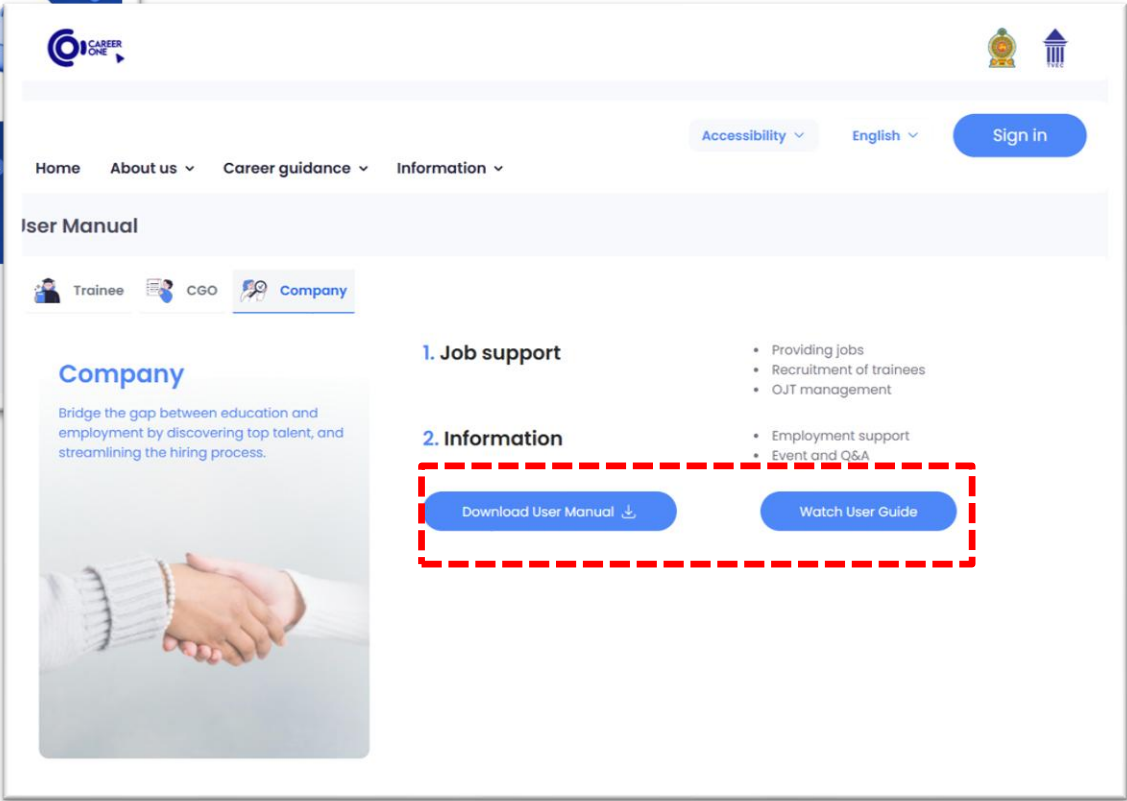 CAREER
ONE
TVEC
Accessibility
English
Sign in
Home
About us
Career guidance
Information
User Manual
Trainee
CGO
Company
Company
Bridge the gap between education and
employment by discovering top talent, and
streamlining the hiring process.
1. Job support
• Providing jobs
• Recruitment of trainees
• OJT management
2. Information
• Employment support
• Event and Q&A
Download User Manual
Watch User Guide